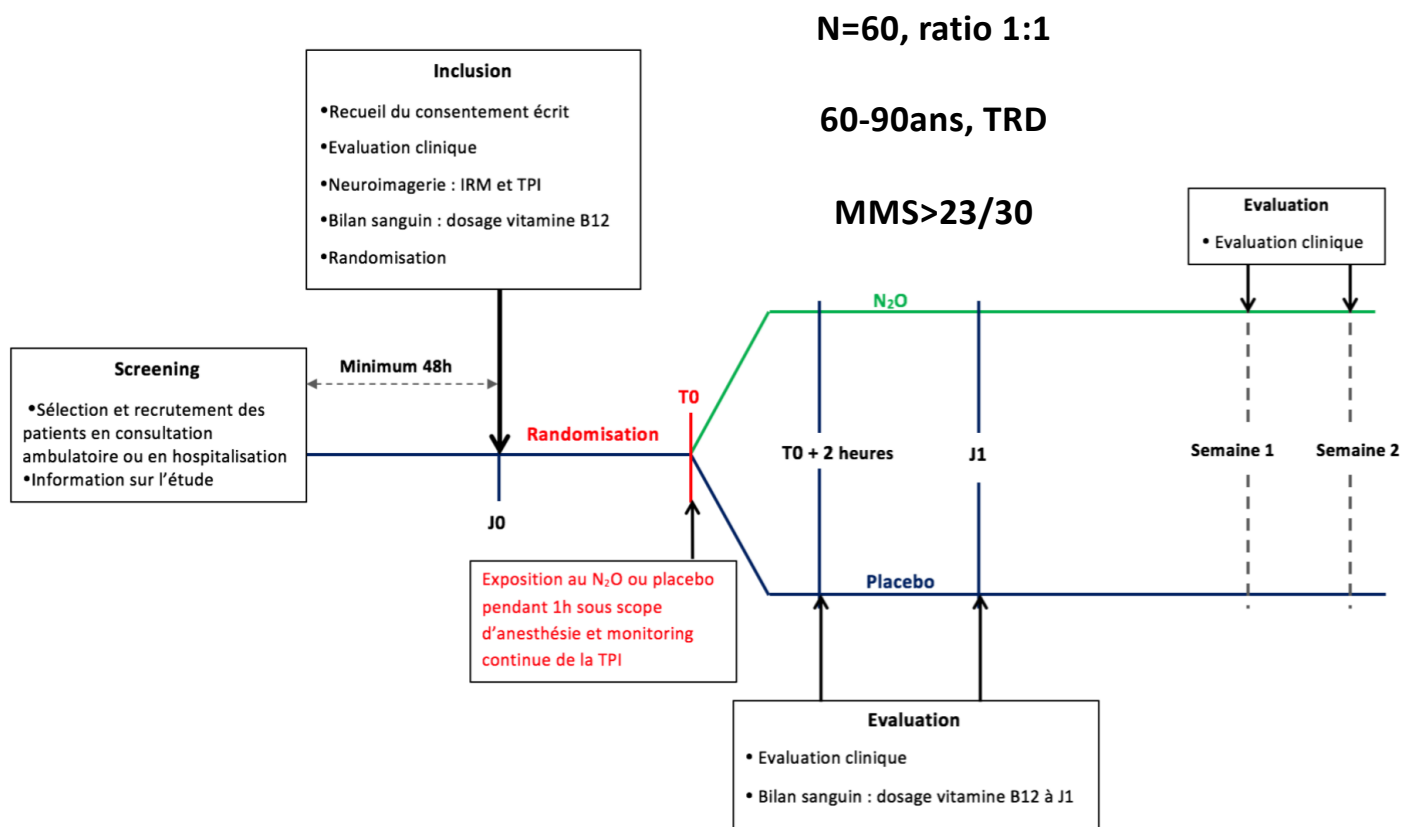 N=60, ratio 1:1
60-90ans, TRD
MMS>23/30
Inclusion
•Recueil du consentement écrit
•Evaluation clinique
•Neuroimagerie : IRM et TPI
•Bilan sanguin : dosage vitamine B12
•Randomisation
Evaluation
• Evaluation clinique
Screening
•Sélection et recrutement des
patients en consultation
ambulatoire ou en hospitalisation
•Information sur l’étude
Minimum 48h
J0
Randomisation
T0
N₂O
T0 + 2 heures
J1
Semaine 1
Semaine 2
Placebo
Exposition au N₂O ou placebo
pendant 1h sous scope
d’anesthésie et monitoring
continue de la TPI
Evaluation
• Evaluation clinique
• Bilan sanguin : dosage vitamine B12 à J1